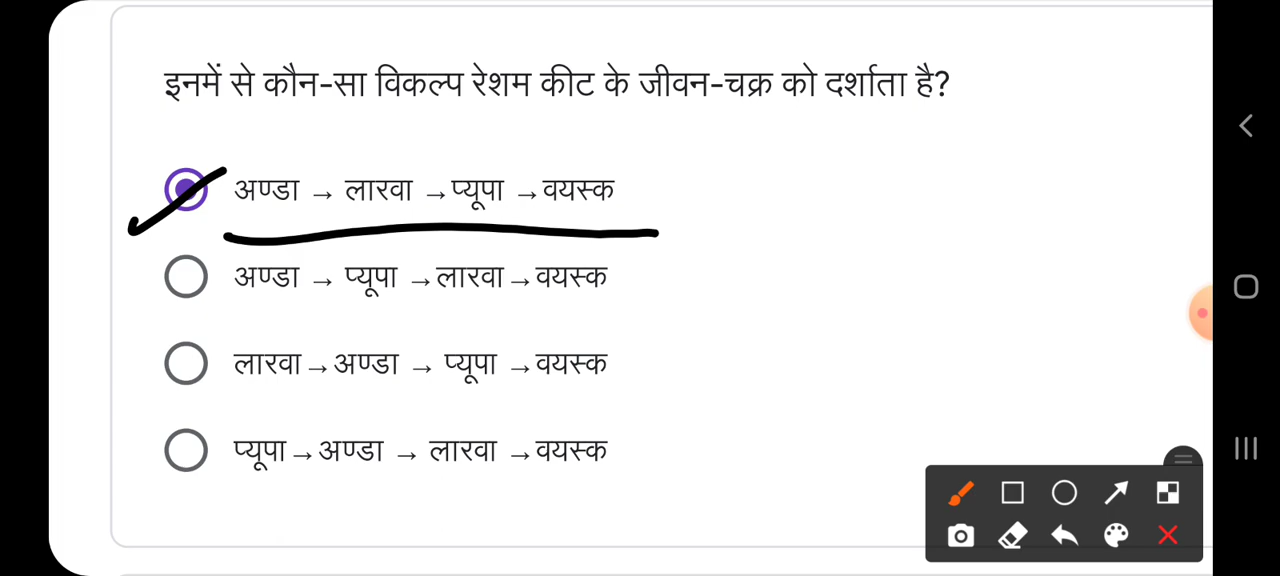 इनमें से कौन-सा विकल्प रेशम कीट के जीवन-चक्र को दर्शाता है?
अण्डा → लारवा →प्यूपा →वयस्क
अण्डा → प्यूपा →लारवा→वयस्क
लारवा→अण्डा → प्यूपा →वयस्क
प्यूपा→अण्डा → लारवा →वयस्क